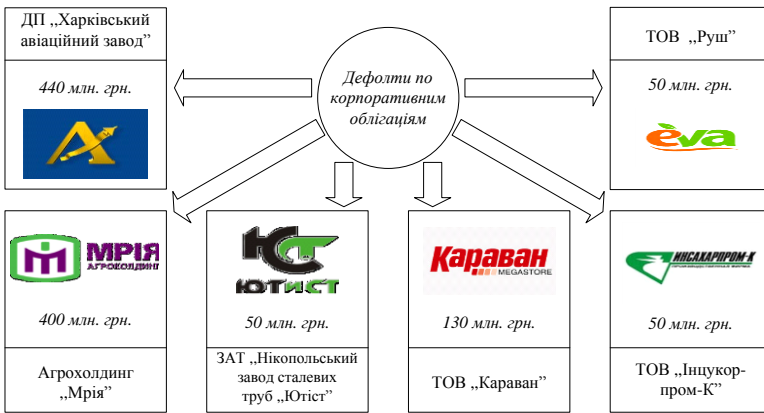 ДП „Харківський
авіаційний завод”
440 млн. грн.
Дефолти по
корпоративним
облігаціям
ТОВ „Руш”
50 млн. грн.
èva
МРІЯ
АГРОХОЛДИНГ
400 млн. грн.
Агрохолдинг
„Мрія”
ЮТиСТ
50 млн. грн.
ЗАТ „Нікопольський
завод сталевих
труб „Ютіст”
Караван
MEGASTORE
130 млн. грн.
ТОВ „Караван”
ИНСАХАРПРОМ-К
50 млн. грн.
ТОВ „Інцукор-
пром-К”